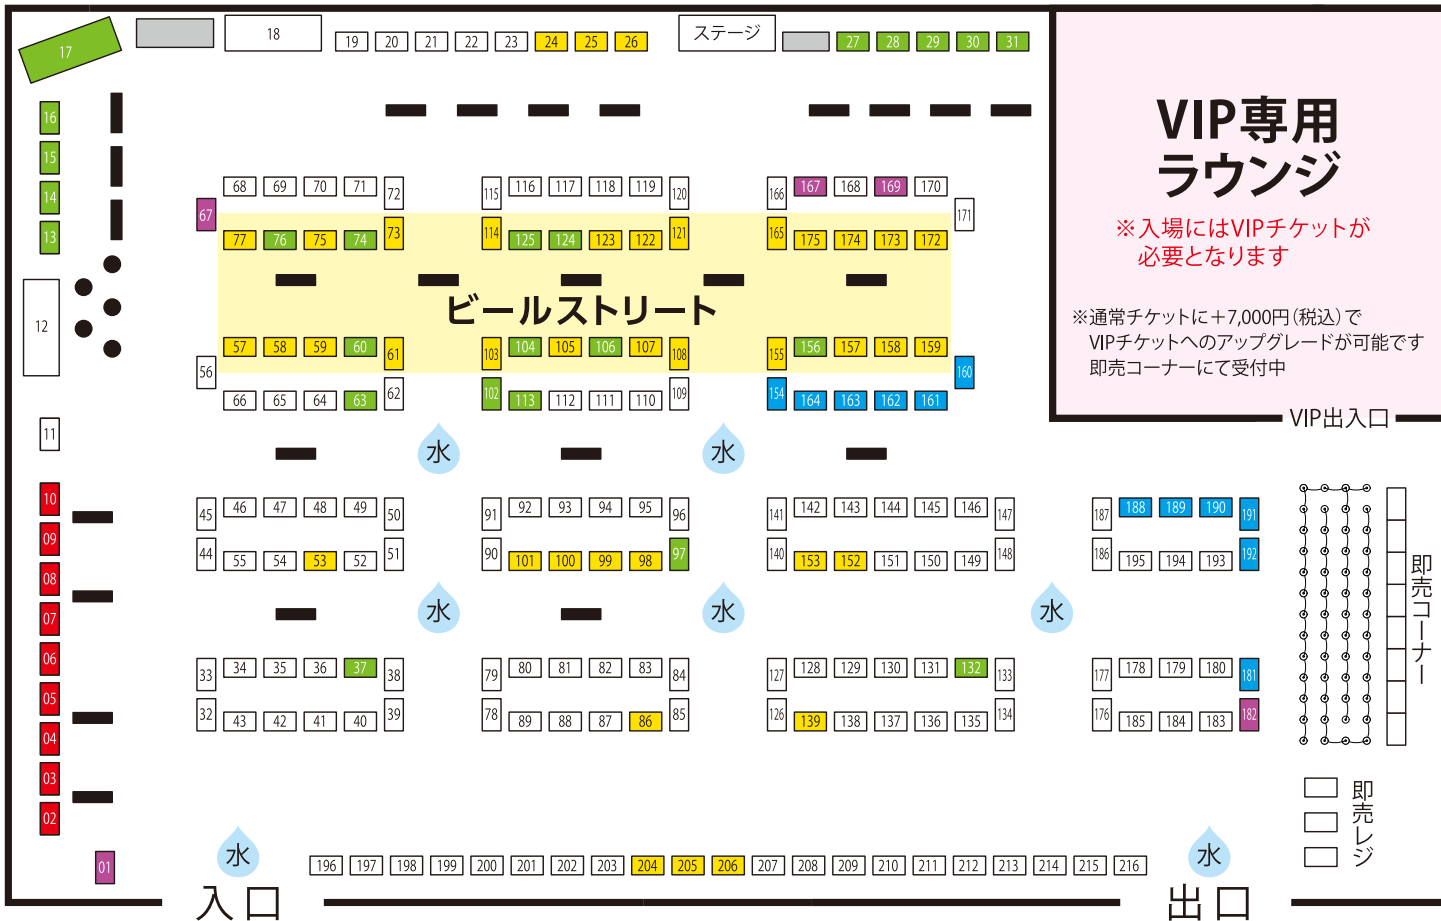 17
18
19 20 21 22 23 24 25 26
ステージ
27 28 29 30 31
VIP専用
ラウンジ
※入場にはVIPチケットが
必要となります
※通常チケットに＋7,000円（税込）で
VIPチケットへのアップグレードが可能です
即売コーナーにて受付中
VIP出入口
16
15
14
13
12
11
10
09
08
07
06
05
04
03
02
01
67 68 69 70 71 72
77 76 75 74 73
115 116 117 118 119 120
114 125 124 123 122 121
166 167 168 169 170 171
165 175 174 173 172
ビールストリート
56 57 58 59 60 61
66 65 64 63 62
103 104 105 106 107 108
102 113 112 111 110 109
155 156 157 158 159 160
154 164 163 162 161
水 水
45 46 47 48 49 50
44 55 54 53 52 51
91 92 93 94 95 96
90 101 100 99 98 97
141 142 143 144 145 146 147
140 153 152 151 150 149 148
187 188 189 190 191
186 195 194 193 192
即売コーナー
水 水 水
33 34 35 36 37 38
32 43 42 41 40 39
79 80 81 82 83 84
78 89 88 87 86 85
127 128 129 130 131 132 133
126 139 138 137 136 135 134
177 178 179 180 181
176 185 184 183 182
即売レジ
水 水
196 197 198 199 200 201 202 203 204 205 206 207 208 209 210 211 212 213 214 215 216
入口
出口